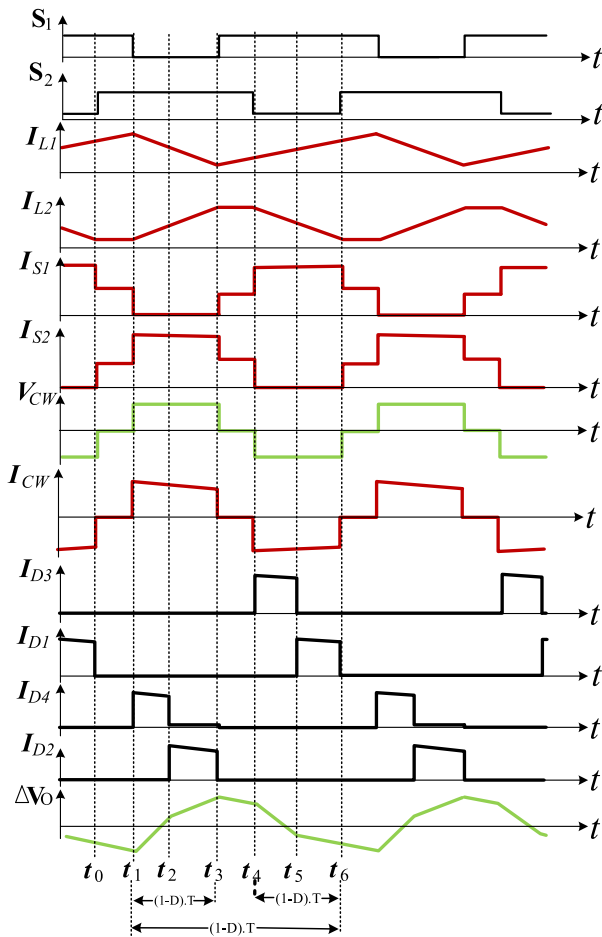 S1
t
S2
t
IL1
t
IL2
t
IS1
t
IS2
t
VCW
t
ICW
t
ID3
t
ID1
t
ID4
t
ID2
t
ΔVO
t
t0 t1 t2 t3 t4 t5 t6
(1-D).T (1-D).T
(1-D).T